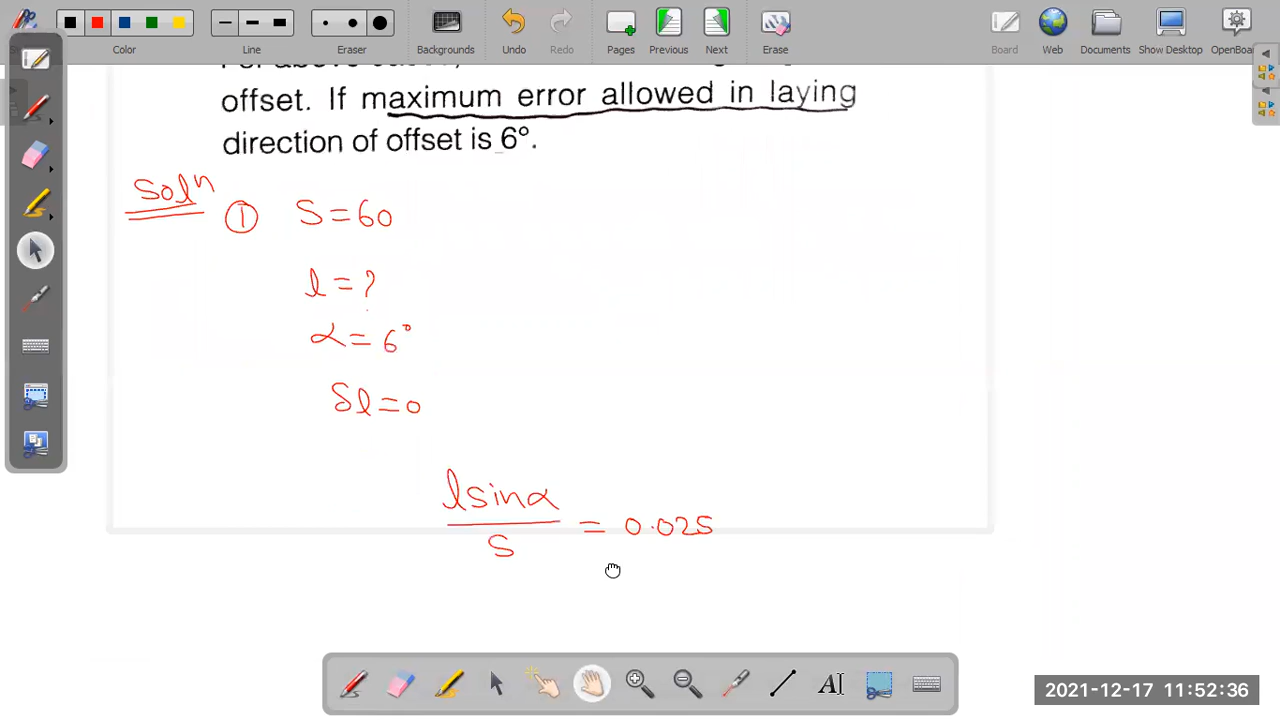 Color
Line
Eraser
Backgrounds
Undo
Redo
Pages
Previous
Next
Erase
Board
Web
Documents
Show Desktop
OpenBoa
offset. If maximum error allowed in laying
direction of offset is 6°.
Solⁿ
① S = 60
l = ?
α = 6°
δl = 0
l sinα
S
= 0.025
AI
2021-12-17 11:52:36